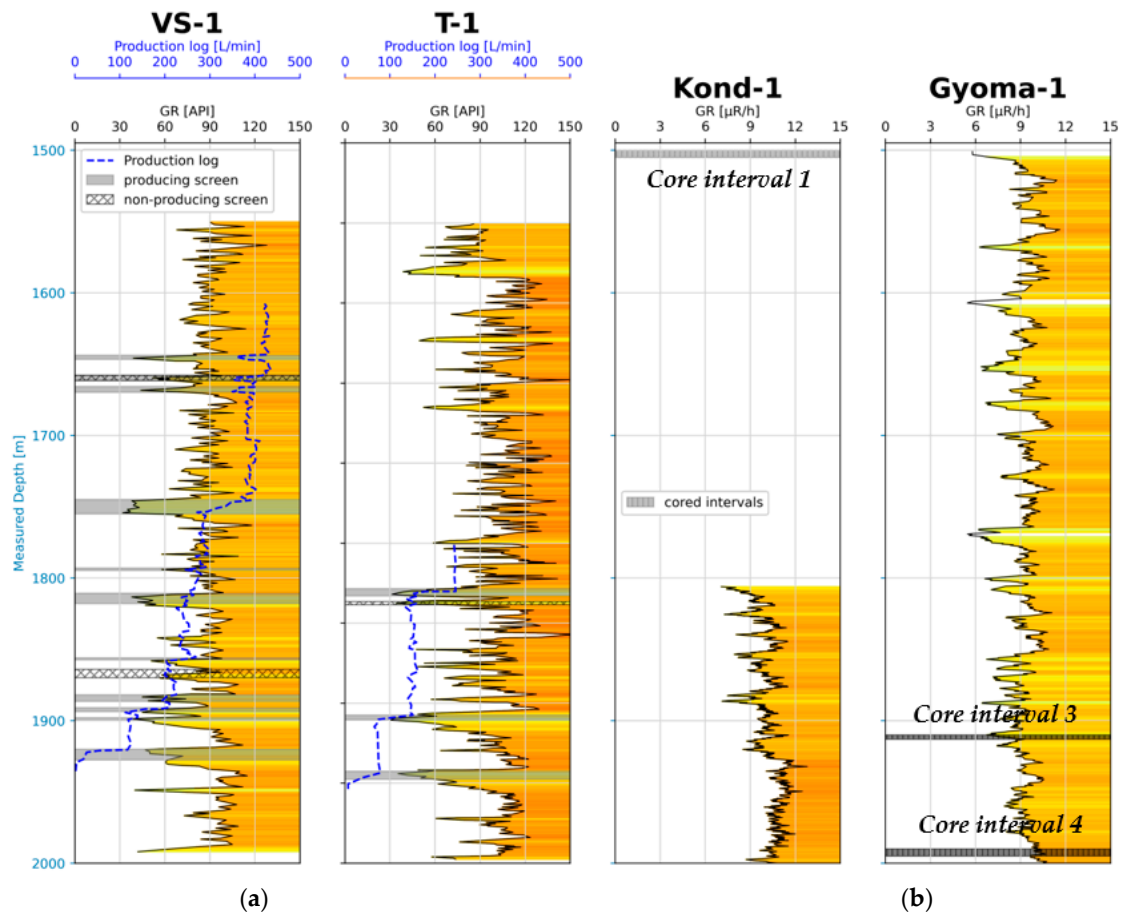 VS-1
T-1
Production log [L/min]
Production log [L/min]
0 100 200 300 400 500
0 100 200 300 400 500
Kond-1
Gyoma-1
GR [API]
GR [API]
GR [μR/h]
GR [μR/h]
0 30 60 90 120 150
0 30 60 90 120 150
0 3 6 9 12 15
0 3 6 9 12 15
1500
Production log
producing screen
non-producing screen
Core interval 1
1600
1700
cored intervals
Measured Depth [m]
1800
1900
Core interval 3
Core interval 4
2000
(a)
(b)